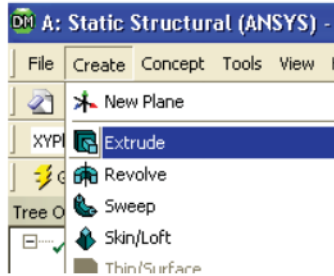 DM A: Static Structural (ANSYS) -
File Create Concept Tools View
New Plane
XYPl Extrude
G Revolve
Sweep
Tree O
Skin/Loft
Thin/Surface